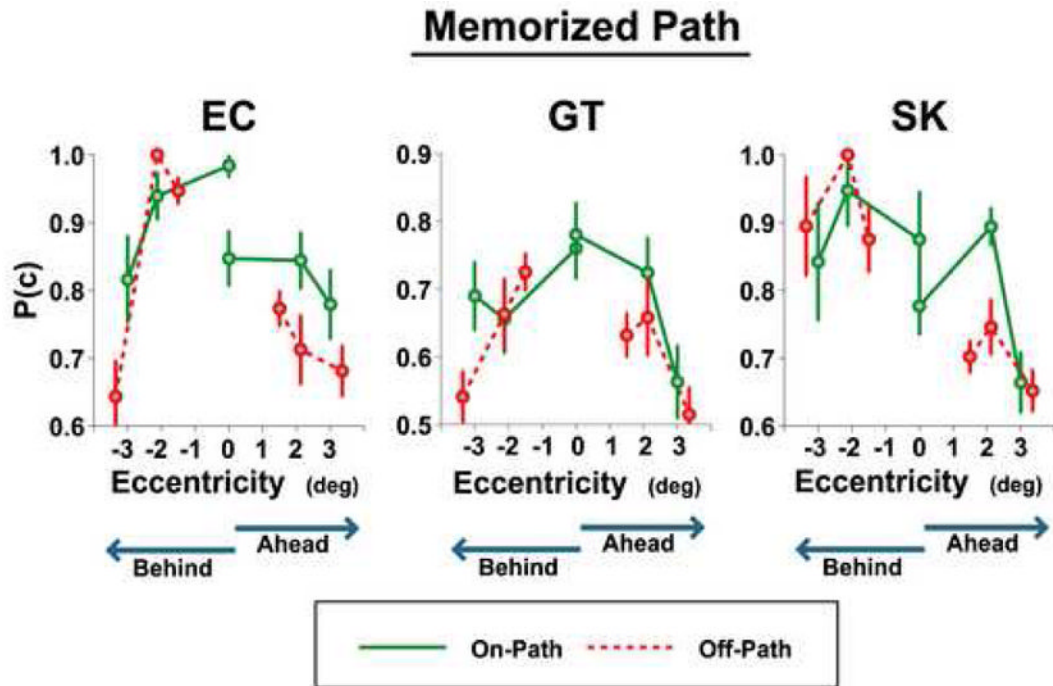 Memorized Path
EC
GT
SK
P(c)
1.0
0.9
0.8
0.7
0.6
-3 -2 -1 0 1 2 3
Eccentricity (deg)
Ahead
Behind
0.9
0.8
0.7
0.6
0.5
-3 -2 -1 0 1 2 3
Eccentricity (deg)
Ahead
Behind
1.0
0.9
0.8
0.7
0.6
-3 -2 -1 0 1 2 3
Eccentricity (deg)
Ahead
Behind
On-Path Off-Path